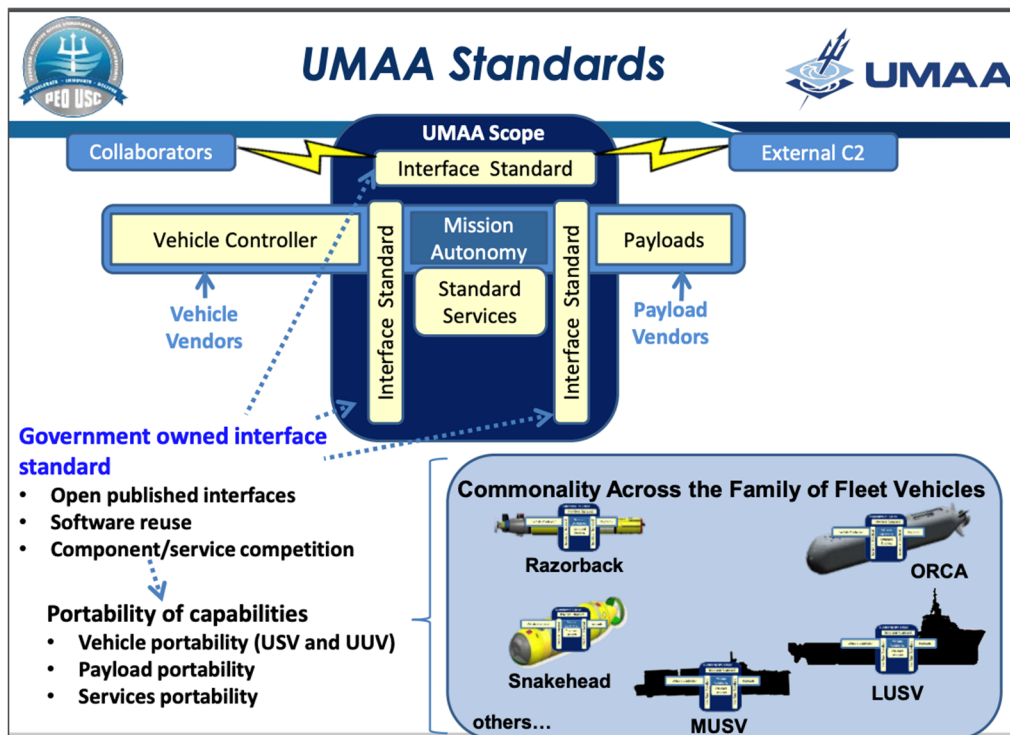 UMAA Standards
PEO USC
UMAA
UMAA Scope
Collaborators
Interface Standard
External C2
Vehicle Controller
Interface Standard
Mission
Autonomy
Standard
Services
Interface Standard
Payloads
Vehicle
Vendors
Payload
Vendors
Government owned interface
standard
• Open published interfaces
• Software reuse
• Component/service competition
Portability of capabilities
• Vehicle portability (USV and UUV)
• Payload portability
• Services portability
Commonality Across the Family of Fleet Vehicles
Razorback
ORCA
Snakehead
MUSV
LUSV
others...